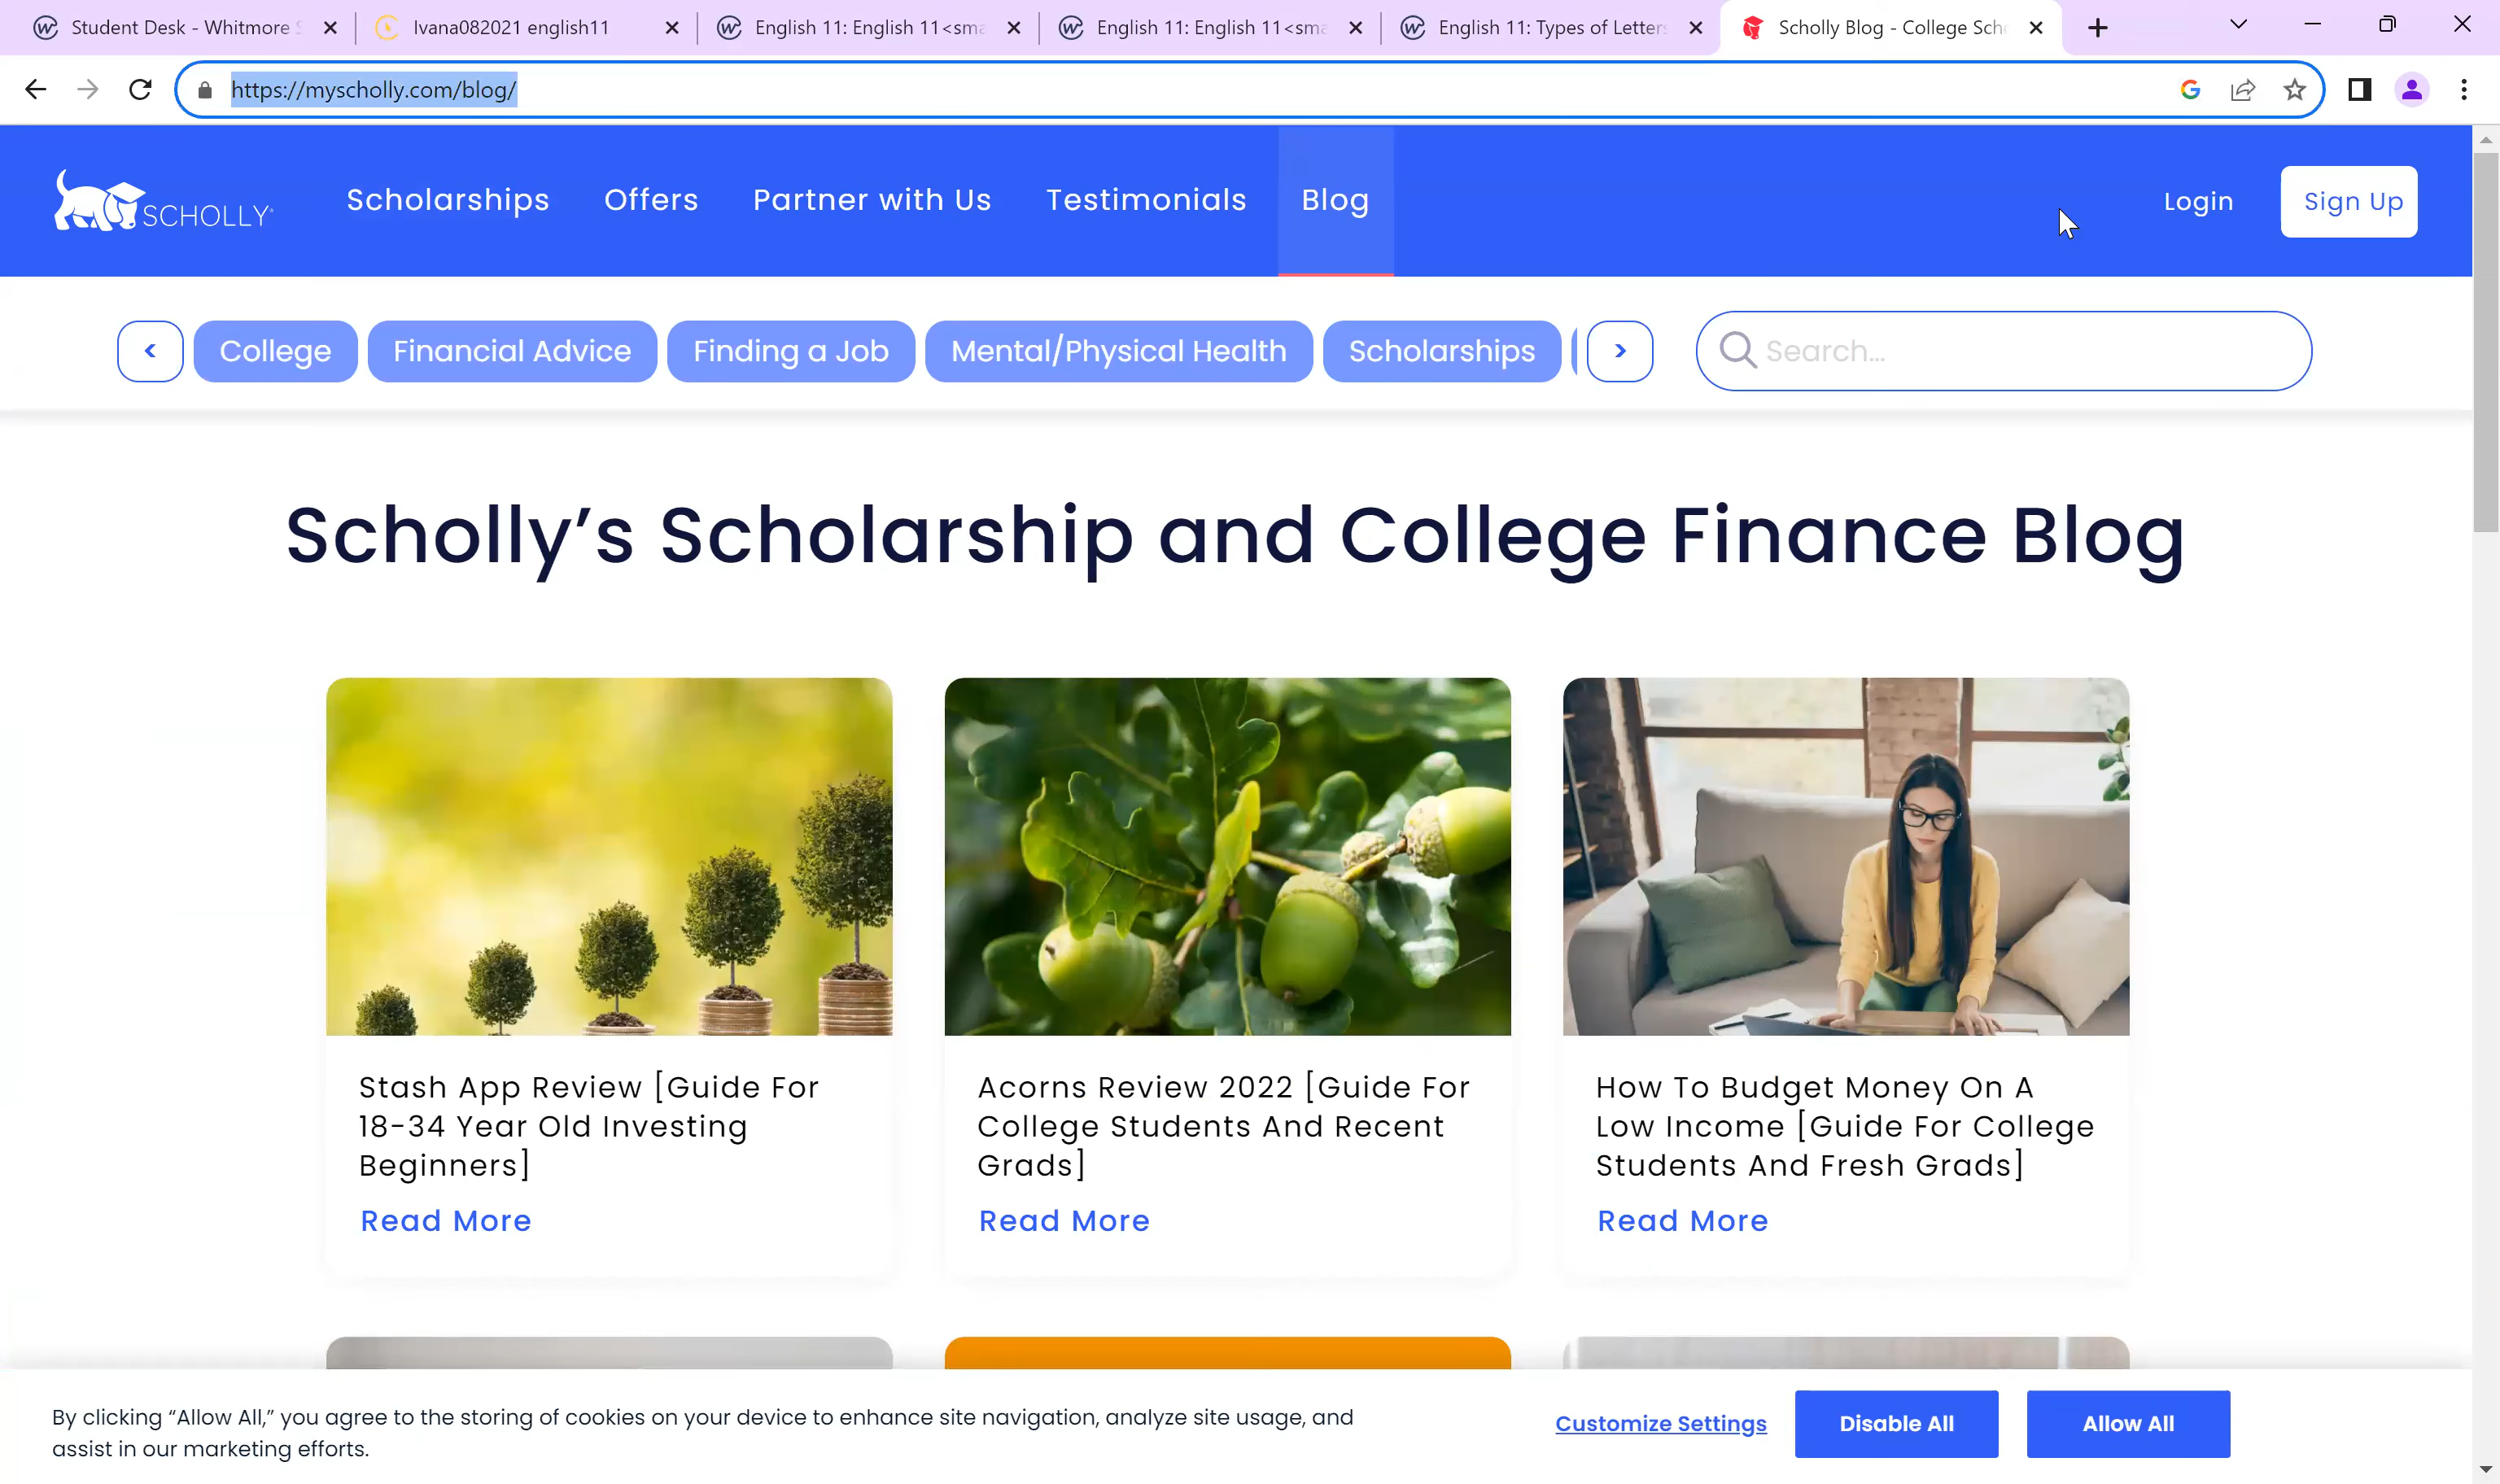 Student Desk - Whitmore S
Ivana082021 english11
English 11: English 11<sma
English 11: English 11<sma
English 11: Types of Letters
Scholly Blog - College Scho
https://myscholly.com/blog/
SCHOLLY
Scholarships
Offers
Partner with Us
Testimonials
Blog
Login
Sign Up
College
Financial Advice
Finding a Job
Mental/Physical Health
Scholarships
Search...
Scholly’s Scholarship and College Finance Blog
Stash App Review [Guide For
18-34 Year Old Investing
Beginners]
Read More
Acorns Review 2022 [Guide For
College Students And Recent
Grads]
Read More
How To Budget Money On A
Low Income [Guide For College
Students And Fresh Grads]
Read More
By clicking “Allow All,” you agree to the storing of cookies on your device to enhance site navigation, analyze site usage, and
assist in our marketing efforts.
Customize Settings
Disable All
Allow All